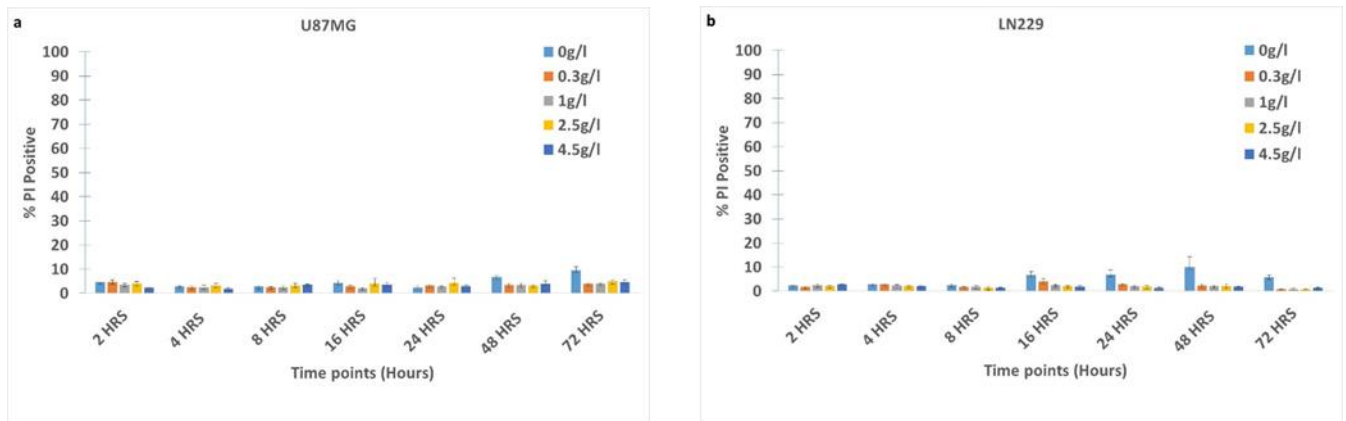 a
U87MG
100
90
80
70
60
50
40
30
20
10
0
% PI Positive
0g/l
0.3g/l
1g/l
2.5g/l
4.5g/l
2 HRS
4 HRS
8 HRS
16 HRS
24 HRS
48 HRS
72 HRS
Time points (Hours)
b
LN229
100
90
80
70
60
50
40
30
20
10
0
% PI Positive
0g/l
0.3g/l
1g/l
2.5g/l
4.5g/l
2 HRS
4 HRS
8 HRS
16 HRS
24 HRS
48 HRS
72 HRS
Time points (Hours)